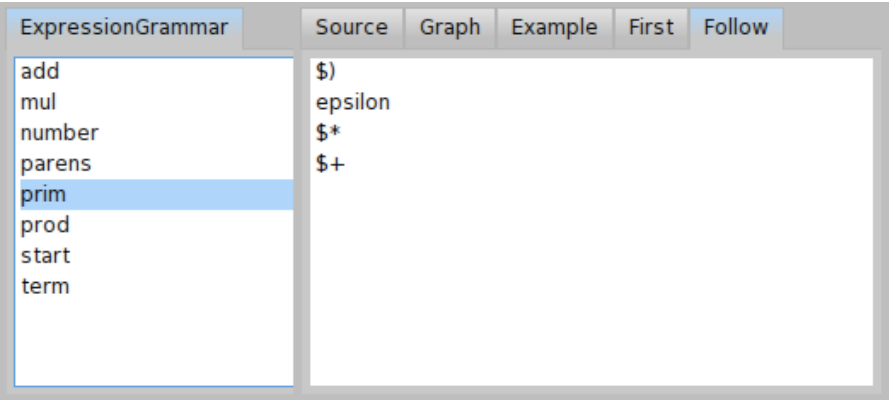 ExpressionGrammar
add
mul
number
parens
prim
prod
start
term
Source Graph Example First Follow
$)
epsilon
$*
$+